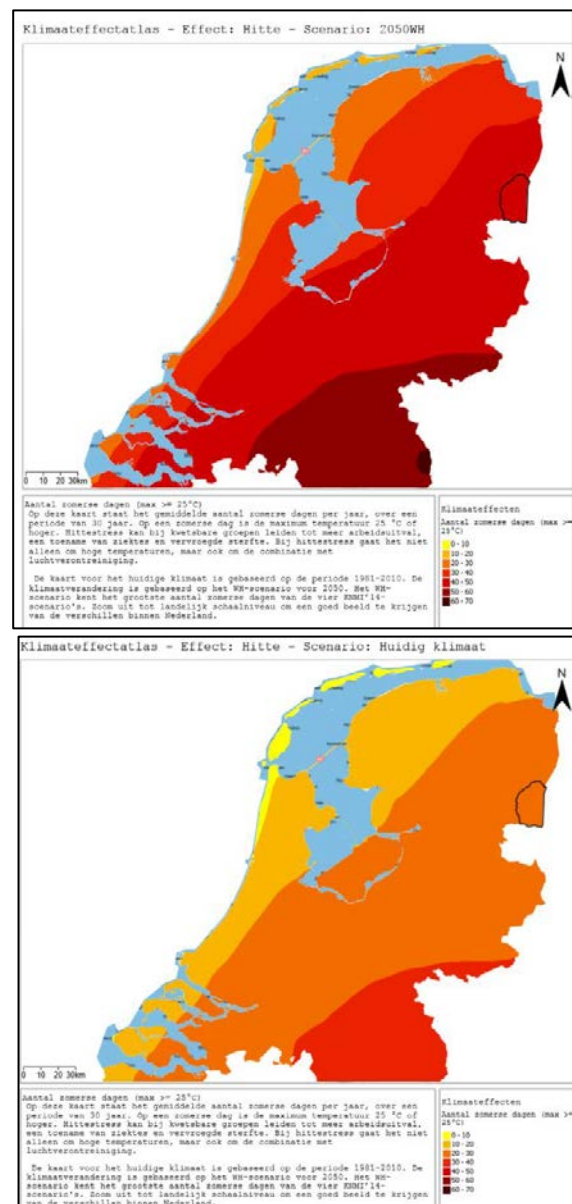 Klimaateffectatlas - Effect: Hitte - Scenario: 2050WH
N
0 10 20 30km
Aantal zomerse dagen (max >= 25°C)
Op deze kaart staat het gemiddelde aantal zomerse dagen per jaar, over een
periode van 30 jaar. Op een zomerse dag is de maximum temperatuur 25 °C of
hoger. Hittestress kan bij kwetsbare groepen leiden tot meer arbeidsuitval,
een toename van ziektes en vervroegde sterfte. Bij hittestress gaat het niet
alleen om hoge temperaturen, maar ook om de combinatie met
luchtverontreiniging.
De kaart voor het huidige klimaat is gebaseerd op de periode 1981-2010. De
klimaatverandering is gebaseerd op het WH-scenario voor 2050. Het WH-
scenario kent het grootste aantal zomerse dagen van de vier KNMI'14-
scenario's. Zoom uit tot landelijk schaalniveau om een goed beeld te krijgen
van de verschillen binnen Nederland.
Klimaateffecten
Aantal zomerse dagen (max >=
25°C)
0 - 10
10 - 20
20 - 30
30 - 40
40 - 50
50 - 60
60 - 70
Klimaateffectatlas - Effect: Hitte - Scenario: Huidig klimaat
N
0 10 20 30km
Aantal zomerse dagen (max >= 25°C)
Op deze kaart staat het gemiddelde aantal zomerse dagen per jaar, over een
periode van 30 jaar. Op een zomerse dag is de maximum temperatuur 25 °C of
hoger. Hittestress kan bij kwetsbare groepen leiden tot meer arbeidsuitval,
een toename van ziektes en vervroegde sterfte. Bij hittestress gaat het niet
alleen om hoge temperaturen, maar ook om de combinatie met
luchtverontreiniging.
De kaart voor het huidige klimaat is gebaseerd op de periode 1981-2010. De
klimaatverandering is gebaseerd op het WH-scenario voor 2050. Het WH-
scenario kent het grootste aantal zomerse dagen van de vier KNMI'14-
scenario's. Zoom uit tot landelijk schaalniveau om een goed beeld te krijgen
van de verschillen binnen Nederland.
Klimaateffecten
Aantal zomerse dagen (max >=
25°C)
0 - 10
10 - 20
20 - 30
30 - 40
40 - 50
50 - 60
60 - 70